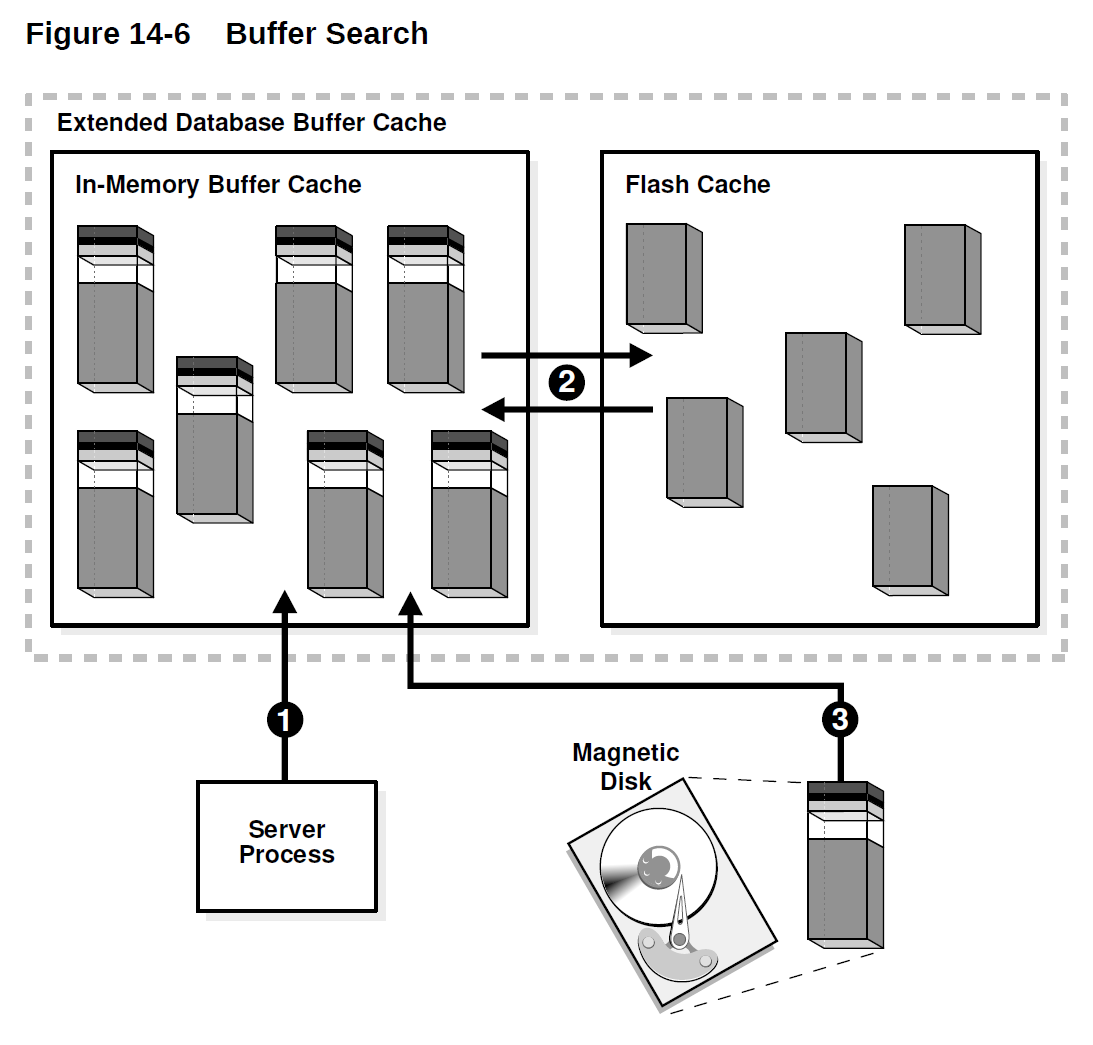 Figure 14-6 Buffer Search
Extended Database Buffer Cache
In-Memory Buffer Cache
Flash Cache
2
1
3
Magnetic
Disk
Server
Process